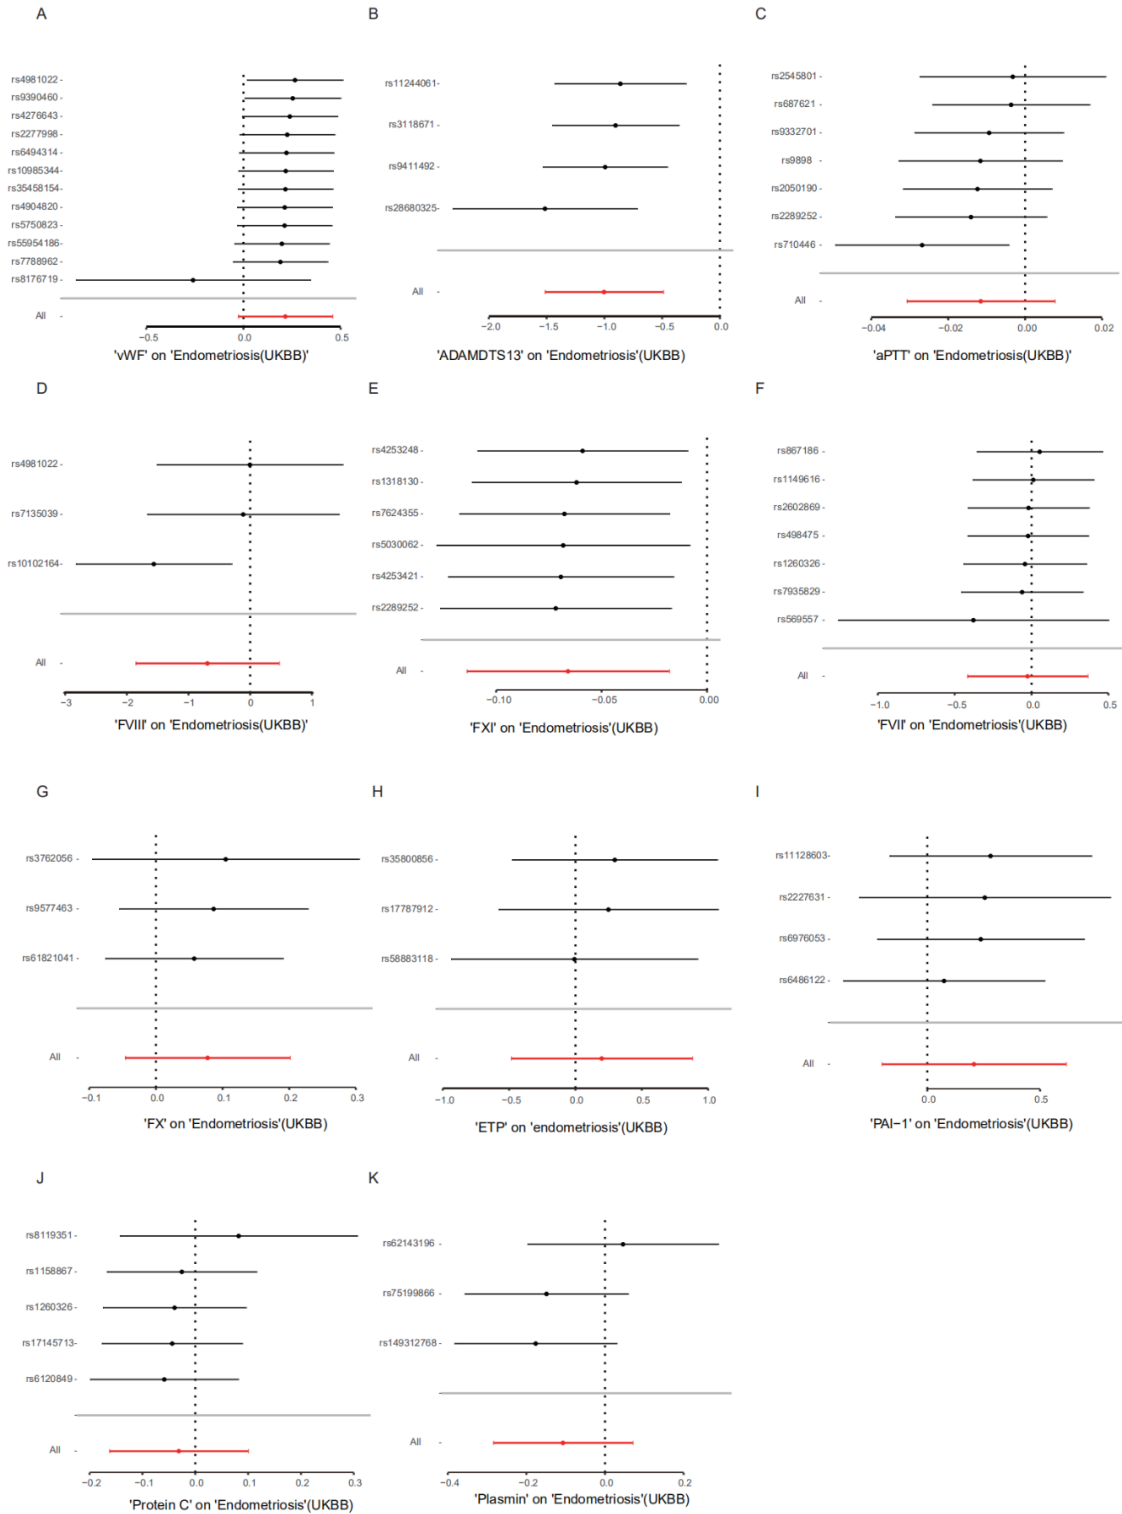 A
rs4981022
rs9390460
rs4276643
rs2277998
rs6494314
rs10985344
rs35458154
rs4904820
rs5750823
rs55954186
rs7788962
rs8176719
All
−0.5 0.0 0.5
'vWF' on 'Endometriosis(UKBB)'
B
rs11244061
rs3118671
rs9411492
rs28680325
All
−2.0 −1.5 −1.0 −0.5 0.0
'ADAMDTS13' on 'Endometriosis'(UKBB)
C
rs2545801
rs687621
rs9332701
rs9898
rs2050190
rs2289252
rs710446
All
−0.04 −0.02 0.00 0.02
'aPTT' on 'Endometriosis(UKBB)'
D
rs4981022
rs7135039
rs10102164
All
−3 −2 −1 0 1
'FVIII' on 'Endometriosis(UKBB)'
E
rs4253248
rs1318130
rs7624355
rs5030062
rs4253421
rs2289252
All
−0.10 −0.05 0.00
'FXI' on 'Endometriosis'(UKBB)
F
rs867186
rs1149616
rs2602869
rs498475
rs1260326
rs7935829
rs569557
All
−1.0 −0.5 0.0 0.5
'FVII' on 'Endometriosis'(UKBB)
G
rs3762056
rs9577463
rs61821041
All
−0.1 0.0 0.1 0.2 0.3
'FX' on 'Endometriosis'(UKBB)
H
rs35800856
rs17787912
rs58883118
All
−1.0 −0.5 0.0 0.5 1.0
'ETP' on 'endometriosis'(UKBB)
I
rs11128603
rs2227631
rs6976053
rs6486122
All
0.0 0.5
'PAI−1' on 'Endometriosis'(UKBB)
J
rs8119351
rs1158867
rs1260326
rs17145713
rs6120849
All
−0.2 −0.1 0.0 0.1 0.2 0.3
'Protein C' on 'Endometriosis'(UKBB)
K
rs62143196
rs75199866
rs149312768
All
−0.4 −0.2 0.0 0.2
'Plasmin' on 'Endometriosis'(UKBB)